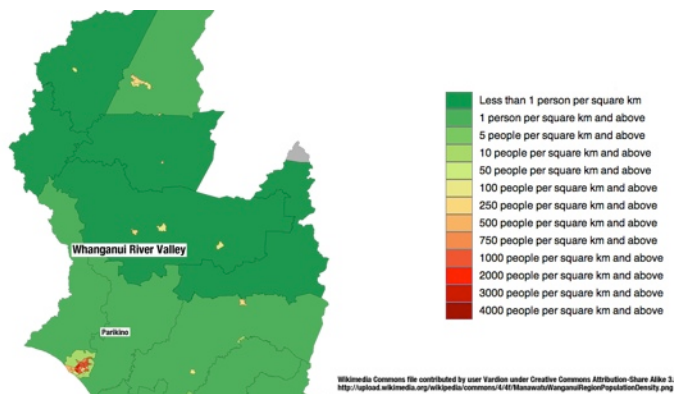 Less than 1 person per square km
1 person per square km and above
5 people per square km and above
10 people per square km and above
50 people per square km and above
100 people per square km and above
250 people per square km and above
500 people per square km and above
750 people per square km and above
1000 people per square km and above
2000 people per square km and above
3000 people per square km and above
4000 people per square km and above
Whanganui River Valley
Parikino
Wikimedia Commons file contributed by user Vardion under Creative Commons Attribution-Share Alike 3.
http://upload.wikimedia.org/wikipedia/commons/4/4f/ManawatuWanganuiRegionPopulationDensity.png